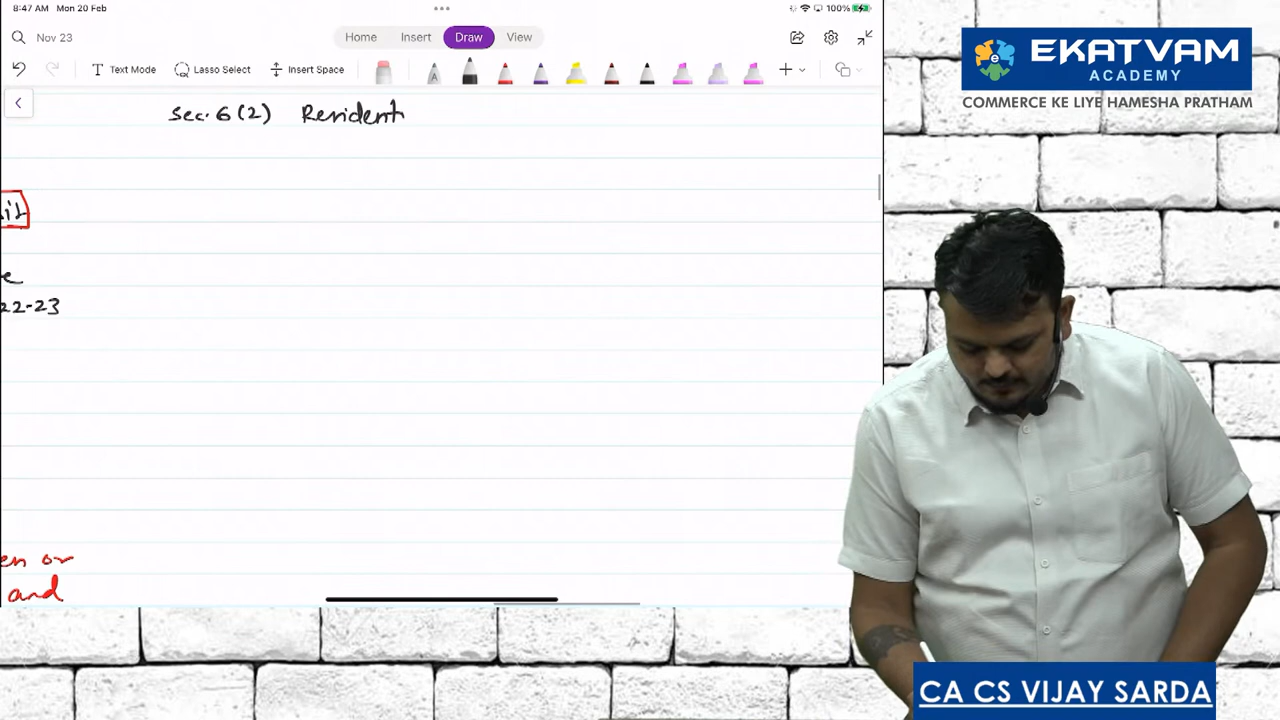 8:47 AM Mon 20 Feb
100%
Nov 23
Home Insert Draw View
Text Mode Lasso Select Insert Space
sec. 6 (2) Resident
22-23
en or
and
EKATVAM
ACADEMY
COMMERCE KE LIYE HAMESHA PRATHAM
CA CS VIJAY SARDA